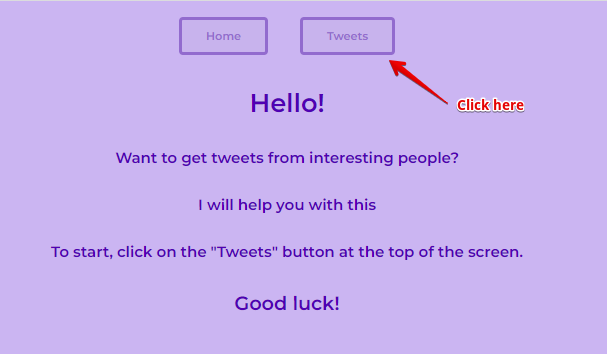 Home Tweets
Click here
Hello!
Want to get tweets from interesting people?
I will help you with this
To start, click on the "Tweets" button at the top of the screen.
Good luck!